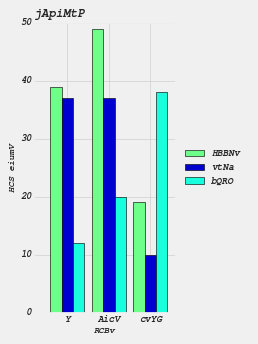 jApiMtP
50
40
30
20
10
0
HCS eiumV
Y AicV cvYG
RCBv
HBBNv
vtNa
bQRO